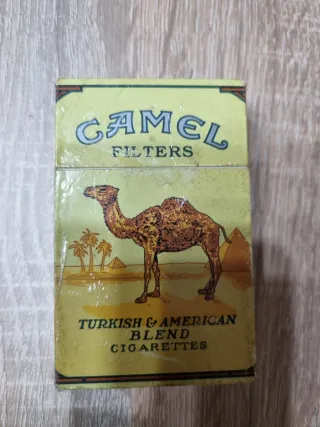 CAMEL
FILTERS
TURKISH & AMERICAN
BLEND
CIGARETTES